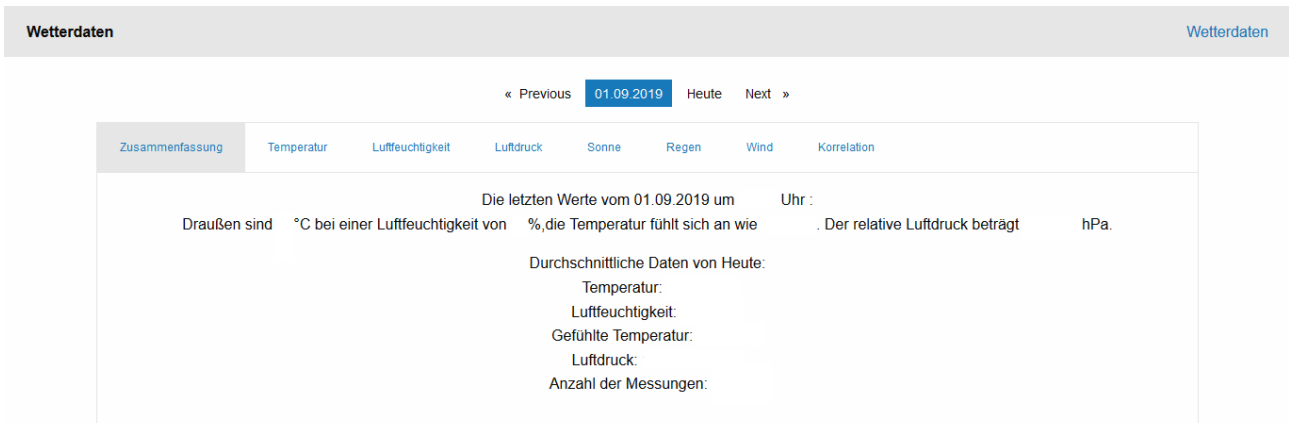 Wetterdaten Wetterdaten
« Previous 01.09.2019 Heute Next »
Zusammenfassung Temperatur Luftfeuchtigkeit Luftdruck Sonne Regen Wind Korrelation
Die letzten Werte vom 01.09.2019 um Uhr :
Draußen sind °C bei einer Luftfeuchtigkeit von %,die Temperatur fühlt sich an wie . Der relative Luftdruck beträgt hPa.
Durchschnittliche Daten von Heute:
Temperatur:
Luftfeuchtigkeit:
Gefühlte Temperatur:
Luftdruck:
Anzahl der Messungen: